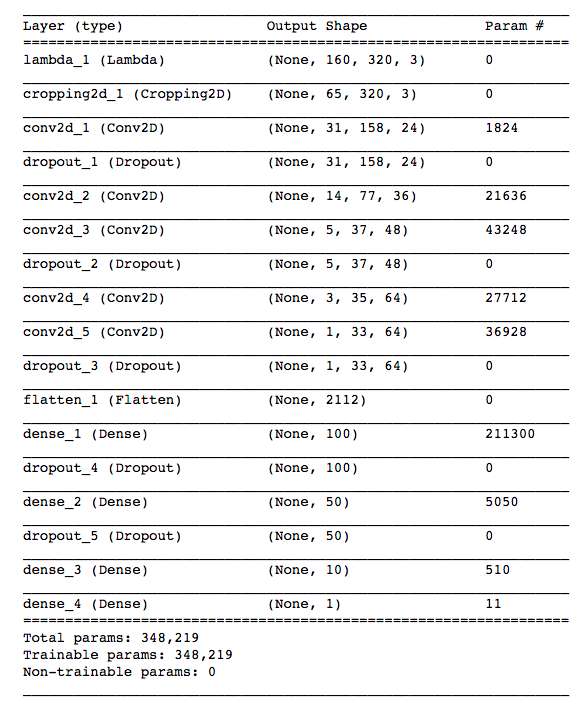 Layer (type) Output Shape Param #
=================================================================
lambda_1 (Lambda) (None, 160, 320, 3) 0
cropping2d_1 (Cropping2D) (None, 65, 320, 3) 0
conv2d_1 (Conv2D) (None, 31, 158, 24) 1824
dropout_1 (Dropout) (None, 31, 158, 24) 0
conv2d_2 (Conv2D) (None, 14, 77, 36) 21636
conv2d_3 (Conv2D) (None, 5, 37, 48) 43248
dropout_2 (Dropout) (None, 5, 37, 48) 0
conv2d_4 (Conv2D) (None, 3, 35, 64) 27712
conv2d_5 (Conv2D) (None, 1, 33, 64) 36928
dropout_3 (Dropout) (None, 1, 33, 64) 0
flatten_1 (Flatten) (None, 2112) 0
dense_1 (Dense) (None, 100) 211300
dropout_4 (Dropout) (None, 100) 0
dense_2 (Dense) (None, 50) 5050
dropout_5 (Dropout) (None, 50) 0
dense_3 (Dense) (None, 10) 510
dense_4 (Dense) (None, 1) 11
=================================================================
Total params: 348,219
Trainable params: 348,219
Non-trainable params: 0